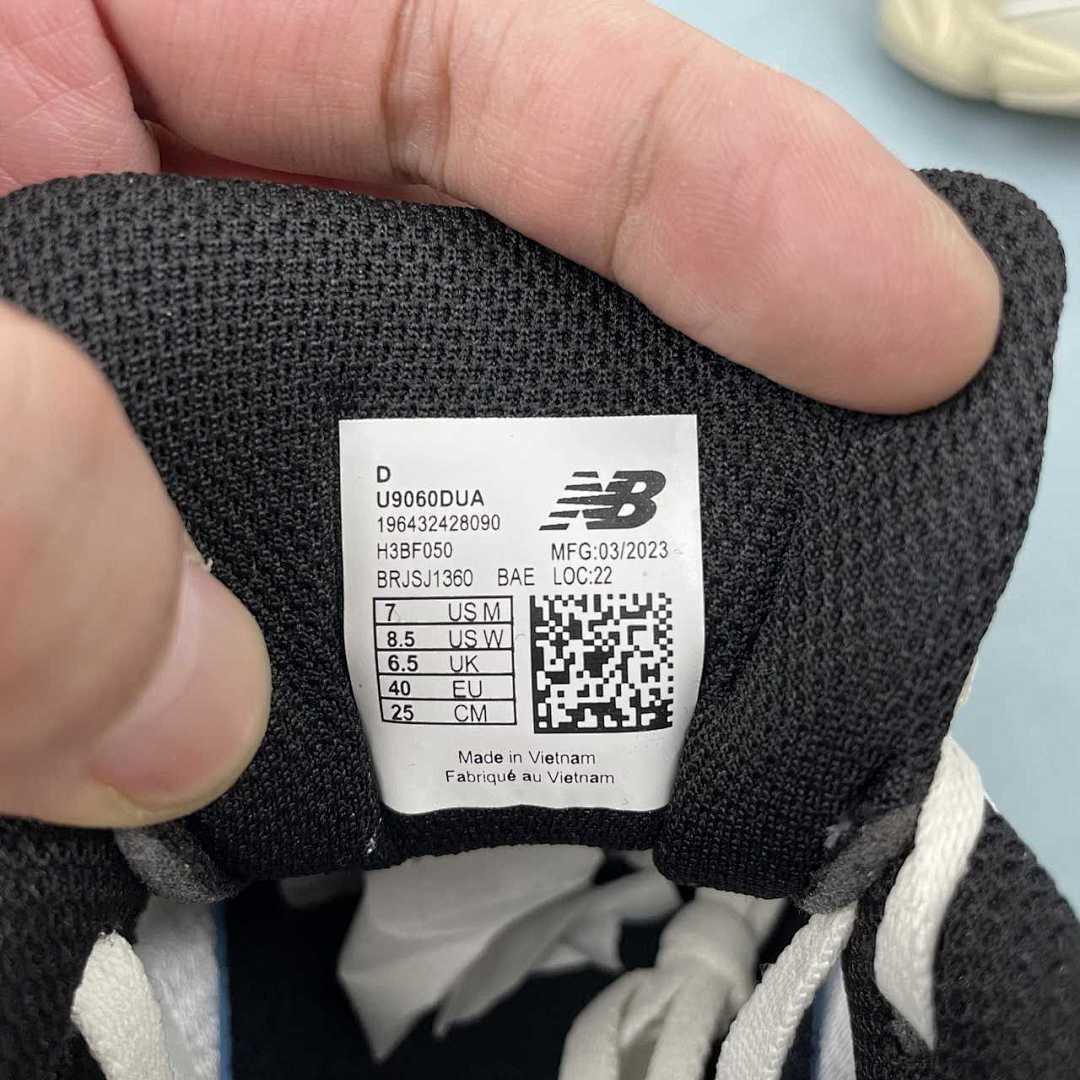 D
U9060DUA
196432428090
H3BF050
BRJSJ1360 BAE
NB
MFG:03/2023
LOC:22
7 US M
8.5 US W
6.5 UK
40 EU
25 CM
Made in Vietnam
Fabriqué au Vietnam